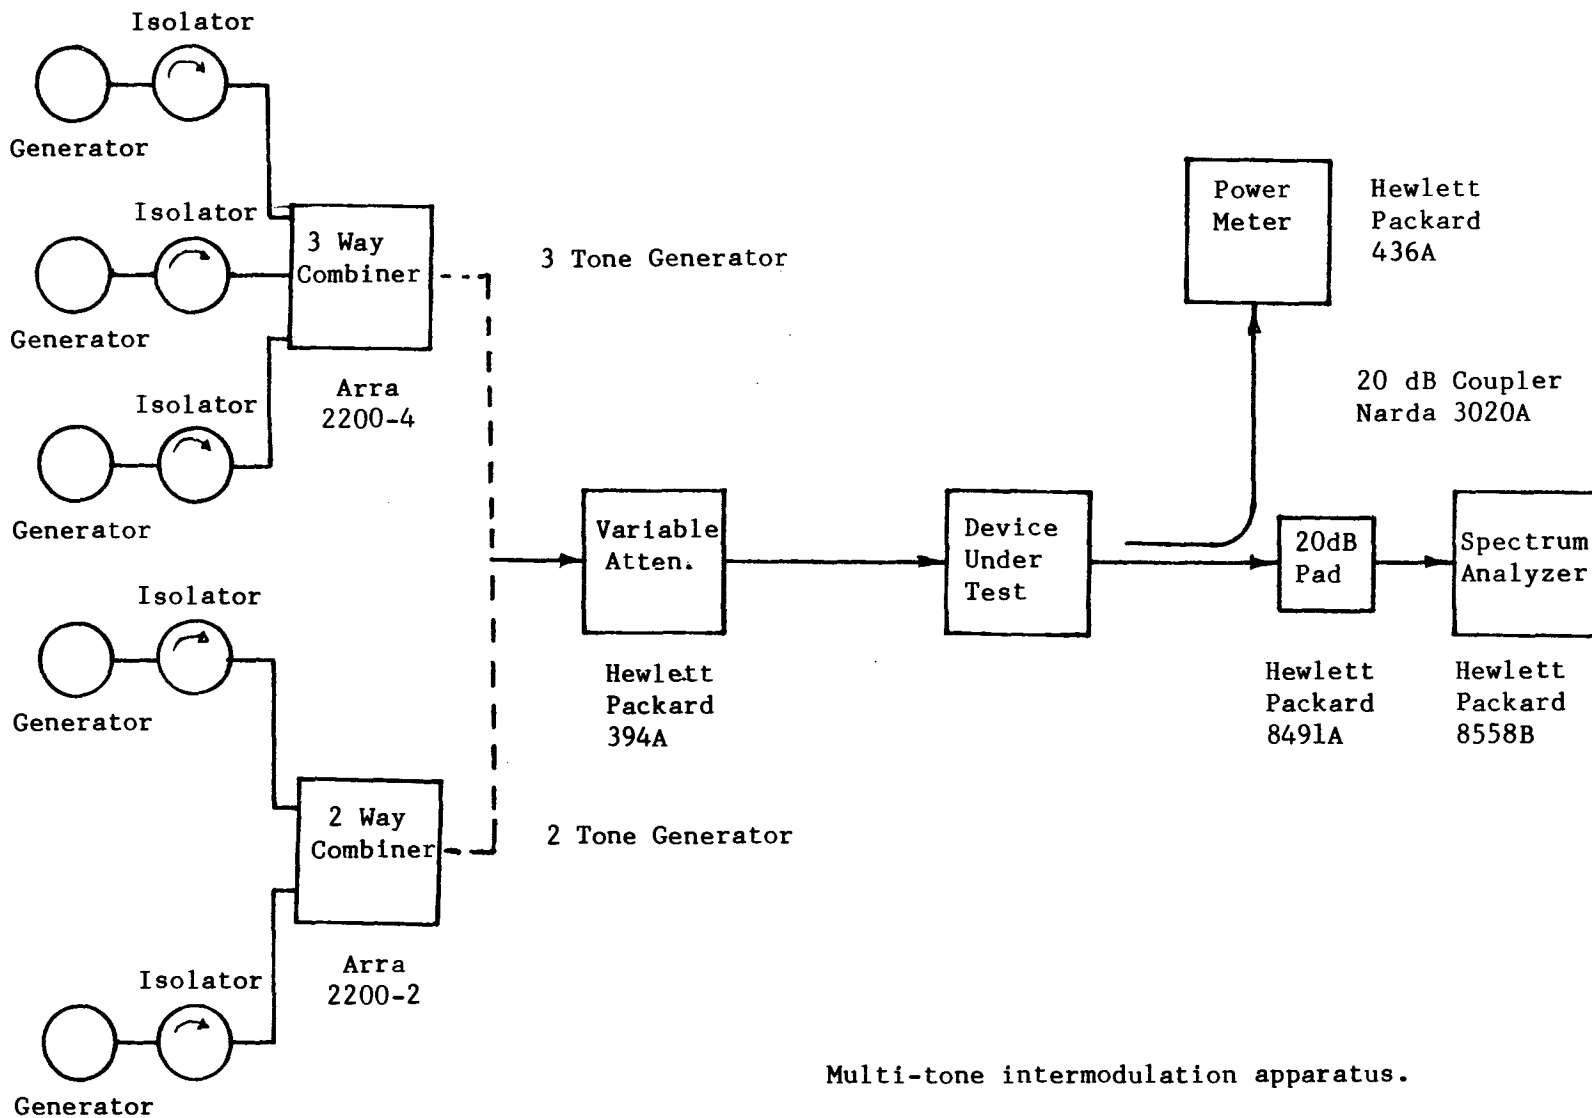 Isolator
Generator
Isolator
Generator
3 Way
Combiner
Arra
2200-4
Isolator
Generator
3 Tone Generator
Isolator
Generator
2 Way
Combiner
Arra
2200-2
Isolator
Generator
2 Tone Generator
Variable
Atten.
Hewlett
Packard
394A
Device
Under
Test
Power
Meter
Hewlett
Packard
436A
20 dB Coupler
Narda 3020A
20dB
Pad
Hewlett
Packard
8491A
Spectrum
Analyzer
Hewlett
Packard
8558B
Multi-tone intermodulation apparatus.